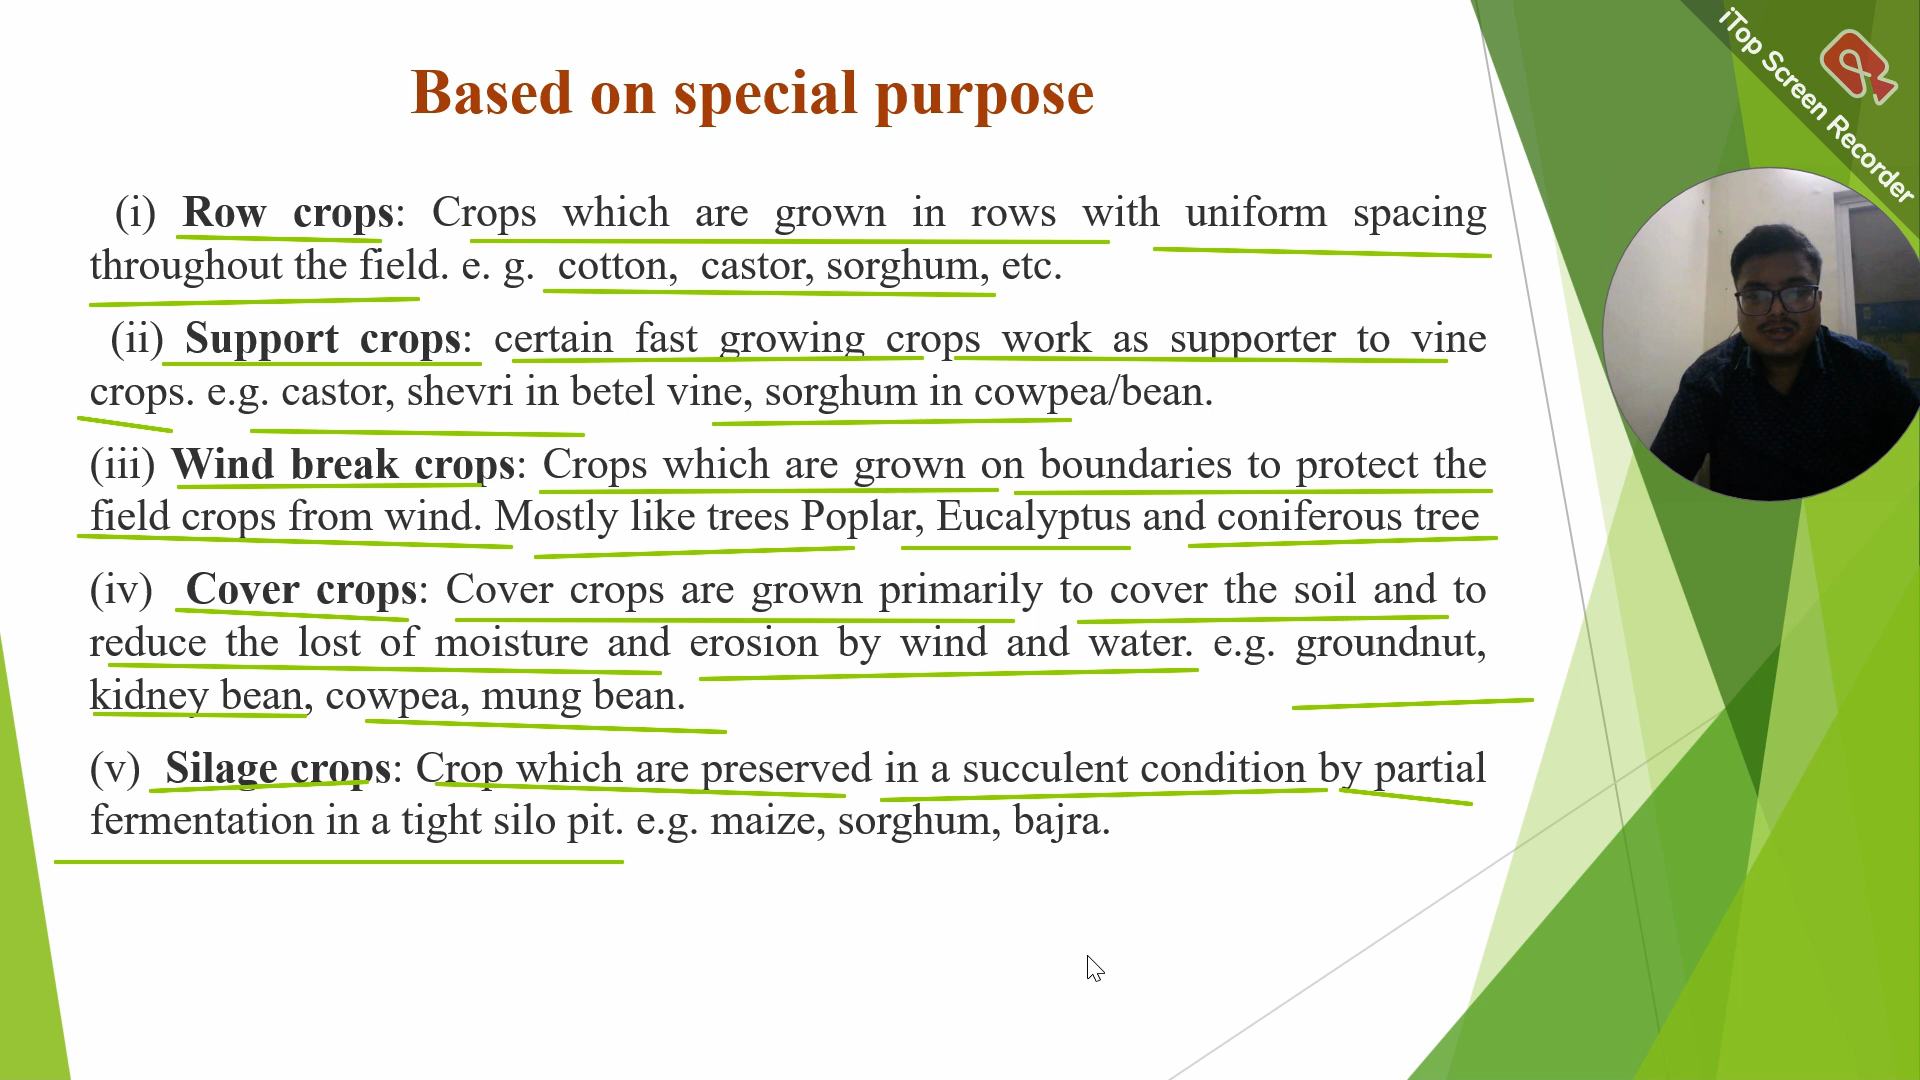 Based on special purpose
iTop Screen Recorder
(i) Row crops: Crops which are grown in rows with uniform spacing
throughout the field. e. g. cotton, castor, sorghum, etc.
(ii) Support crops: certain fast growing crops work as supporter to vine
crops. e.g. castor, shevri in betel vine, sorghum in cowpea/bean.
(iii) Wind break crops: Crops which are grown on boundaries to protect the
field crops from wind. Mostly like trees Poplar, Eucalyptus and coniferous tree
(iv) Cover crops: Cover crops are grown primarily to cover the soil and to
reduce the lost of moisture and erosion by wind and water. e.g. groundnut,
kidney bean, cowpea, mung bean.
(v) Silage crops: Crop which are preserved in a succulent condition by partial
fermentation in a tight silo pit. e.g. maize, sorghum, bajra.